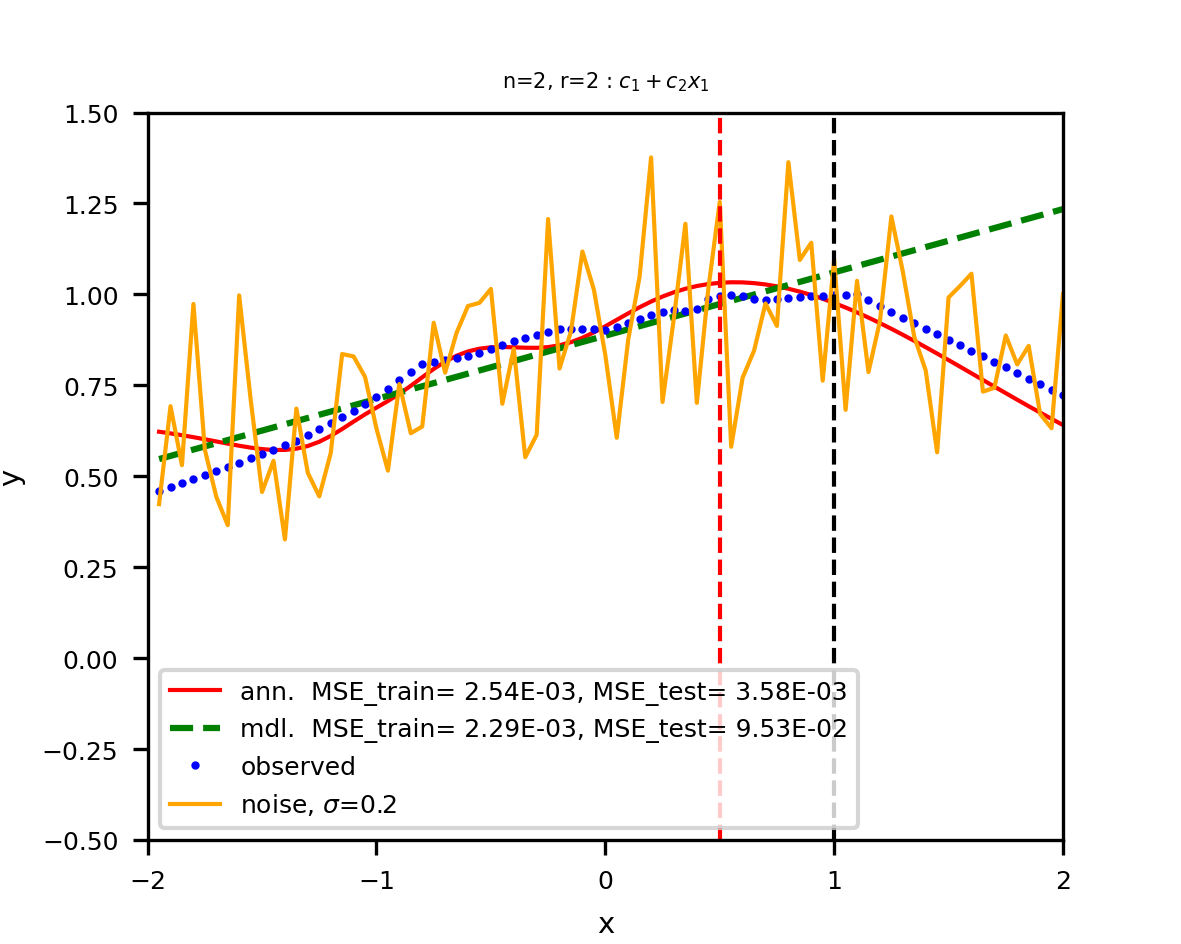 n=2, r=2 : c₁ + c₂x₁
1.50
1.25
1.00
0.75
0.50
0.25
0.00
−0.25
−0.50
y
ann.  MSE_train= 2.54E-03, MSE_test= 3.58E-03
mdl.  MSE_train= 2.29E-03, MSE_test= 9.53E-02
observed
noise, σ=0.2
−2 −1 0 1 2
x